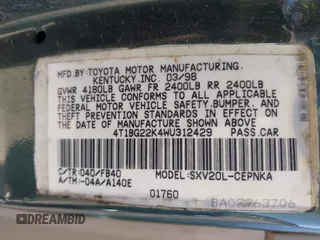 MFD.BY:TOYOTA MOTOR MANUFACTURING,
KENTUCKY,INC. 03/98
GVWR 4180LB GAWR FR 2400LB RR 2400LB
THIS VEHICLE CONFORMS TO ALL APPLICABLE
FEDERAL MOTOR VEHICLE SAFETY,BUMPER, AND
THEFT PREVENTION STANDARDS IN EFFECT ON
THE DATE OF MANUFACTURE SHOWN ABOVE.
4T1BG22K4WU312429 PASS.CAR
C/TR:040/FB40 MODEL:SXV20L-CEPNKA
A/TM:-04A/A140E
01760
© CARDOMAIN BID